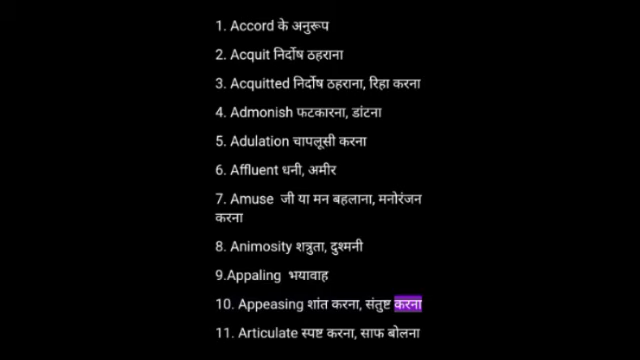 1. Accord के अनुरूप
2. Acquit निर्दोष ठहराना
3. Acquitted निर्दोष ठहराना, रिहा करना
4. Admonish फटकारना, डांटना
5. Adulation चापलूसी करना
6. Affluent धनी, अमीर
7. Amuse जी या मन बहलाना, मनोरंजन
करना
8. Animosity शत्रुता, दुश्मनी
9.Appaling भयावाह
10. Appeasing शांत करना, संतुष्ट करना
11. Articulate स्पष्ट करना, साफ बोलना